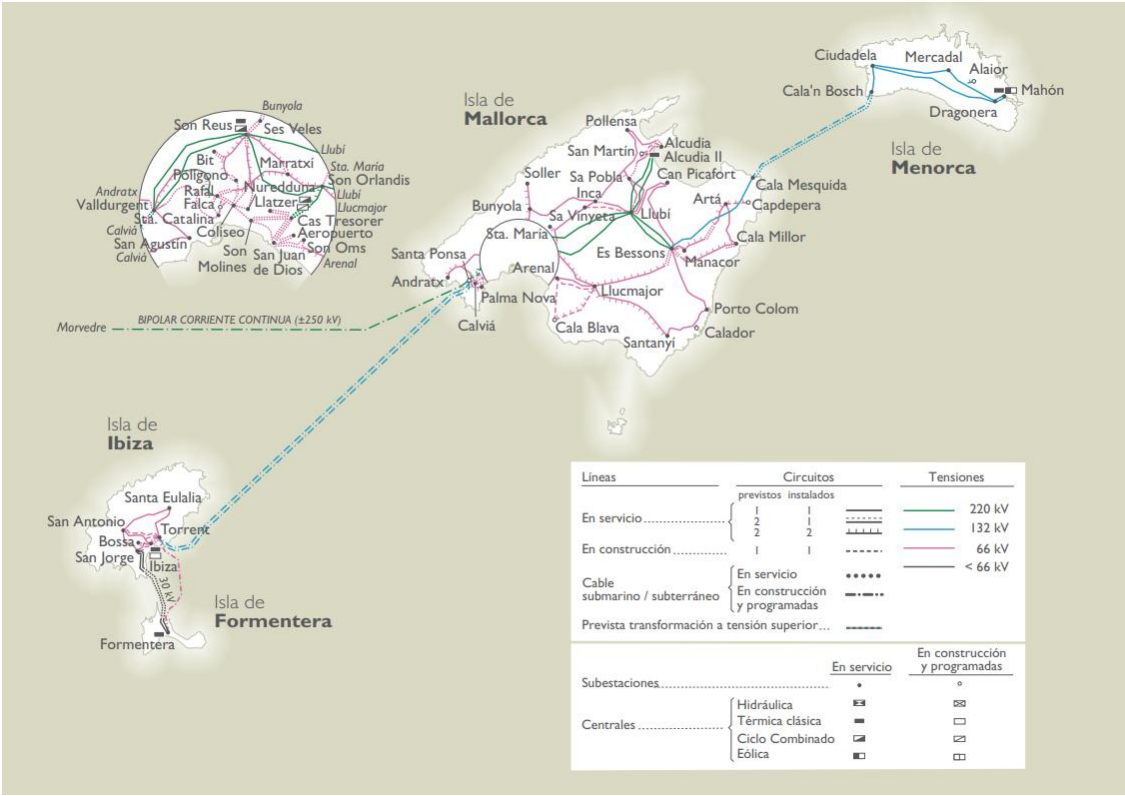 Isla de
Mallorca
Pollensa
San Martín
Alcudia
Alcudia II
Can Picafort
Soller
Sa Pobla
Inca
Bunyola
Sa Vinyeta
Llubí
Artá
Cala Mesquida
Capdepera
Sta. María
Es Bessons
Cala Millor
Manacor
Santa Ponsa
Arenal
Andratx
Llucmajor
Palma Nova
Calviá
Cala Blava
Porto Colom
Calador
Santanyí
Ciudadela
Mercadal
Alaior
Cala'n Bosch
Mahón
Dragonera
Isla de
Menorca
Bunyola
Son Reus
Ses Veles
Llubí
Bit
Marratxí
Sta. María
Polígono
Nuredduna
Son Orlandis
Andratx
Rafal
Llubí
Valldurgent
Falca
Llatzer
Llucmajor
Sta. Catalina
Cas Tresorer
Calviá
Coliseo
Aeropuerto
San Agustín
Son
Molines
San Juan
de Dios
Son Oms
Calviá
Arenal
Morvedre
BIPOLAR CORRIENTE CONTINUA (±250 kV)
Isla de
Ibiza
Santa Eulalia
San Antonio
Torrent
Bossa
San Jorge
Ibiza
30 kV
Isla de
Formentera
Formentera
Líneas Circuitos Tensiones
previstos instalados
En servicio 1 1 220 kV
2 1 132 kV
2 2
En construcción 1 1 66 kV
< 66 kV
Cable
submarino / subterráneo
En servicio
En construcción
y programadas
Prevista transformación a tensión superior...
En servicio
En construcción
y programadas
Subestaciones
Centrales
Hidráulica
Térmica clásica
Ciclo Combinado
Eólica